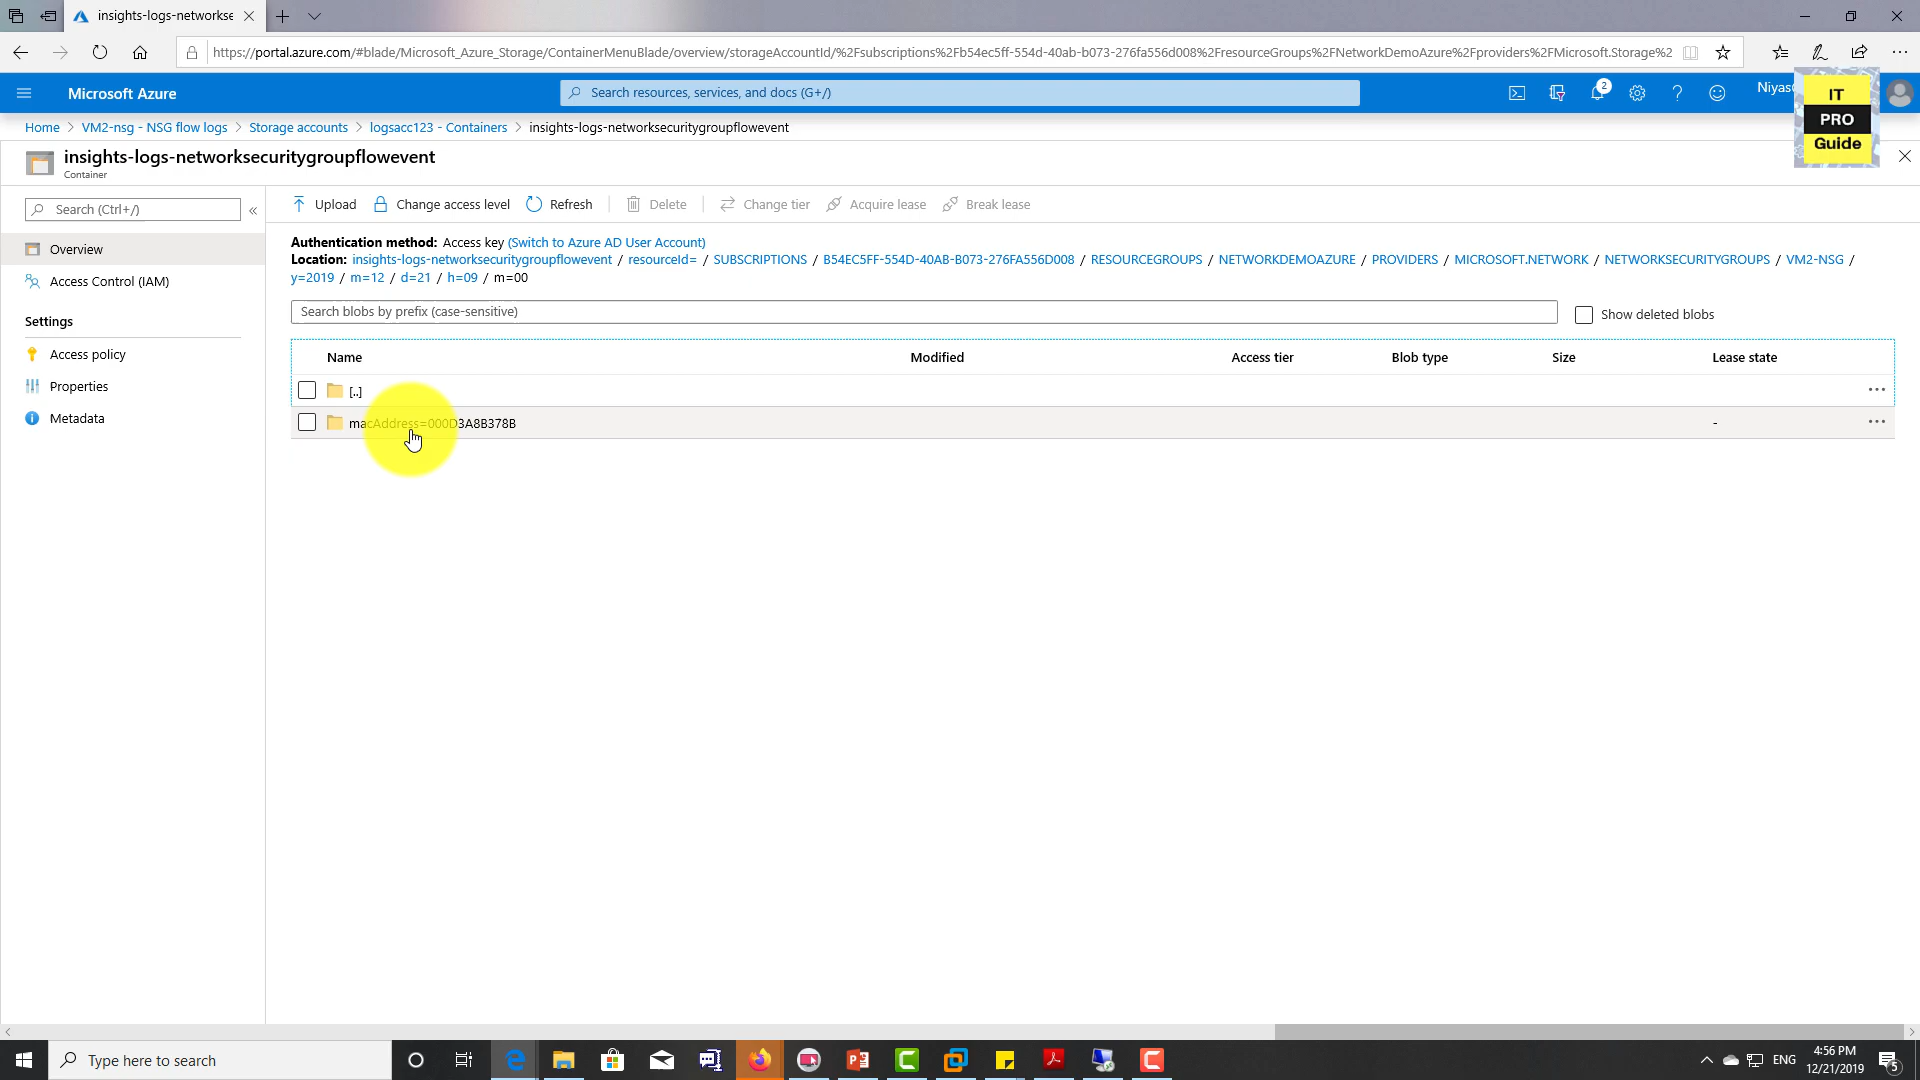 insights-logs-networkse
https://portal.azure.com/#blade/Microsoft_Azure_Storage/ContainerMenuBlade/overview/storageAccountId/%2Fsubscriptions%2Fb54ec5ff-554d-40ab-b073-276fa556d008%2FresourceGroups%2FNetworkDemoAzure%2Fproviders%2FMicrosoft.Storage%2
Microsoft Azure
Search resources, services, and docs (G+/)
2
Niyas
IT
PRO
Guide
Home > VM2-nsg - NSG flow logs > Storage accounts > logsacc123 - Containers > insights-logs-networksecuritygroupflowevent
insights-logs-networksecuritygroupflowevent
Container
Search (Ctrl+/)
Upload Change access level Refresh Delete Change tier Acquire lease Break lease
Overview
Access Control (IAM)
Settings
Access policy
Properties
Metadata
Authentication method: Access key (Switch to Azure AD User Account)
Location: insights-logs-networksecuritygroupflowevent / resourceId= / SUBSCRIPTIONS / B54EC5FF-554D-40AB-B073-276FA556D008 / RESOURCEGROUPS / NETWORKDEMOAZURE / PROVIDERS / MICROSOFT.NETWORK / NETWORKSECURITYGROUPS / VM2-NSG /
y=2019 / m=12 / d=21 / h=09 / m=00
Search blobs by prefix (case-sensitive)
Show deleted blobs
Name Modified Access tier Blob type Size Lease state
[..]
macAddress=000D3A8B378B -
Type here to search
ENG
4:56 PM
12/21/2019
5